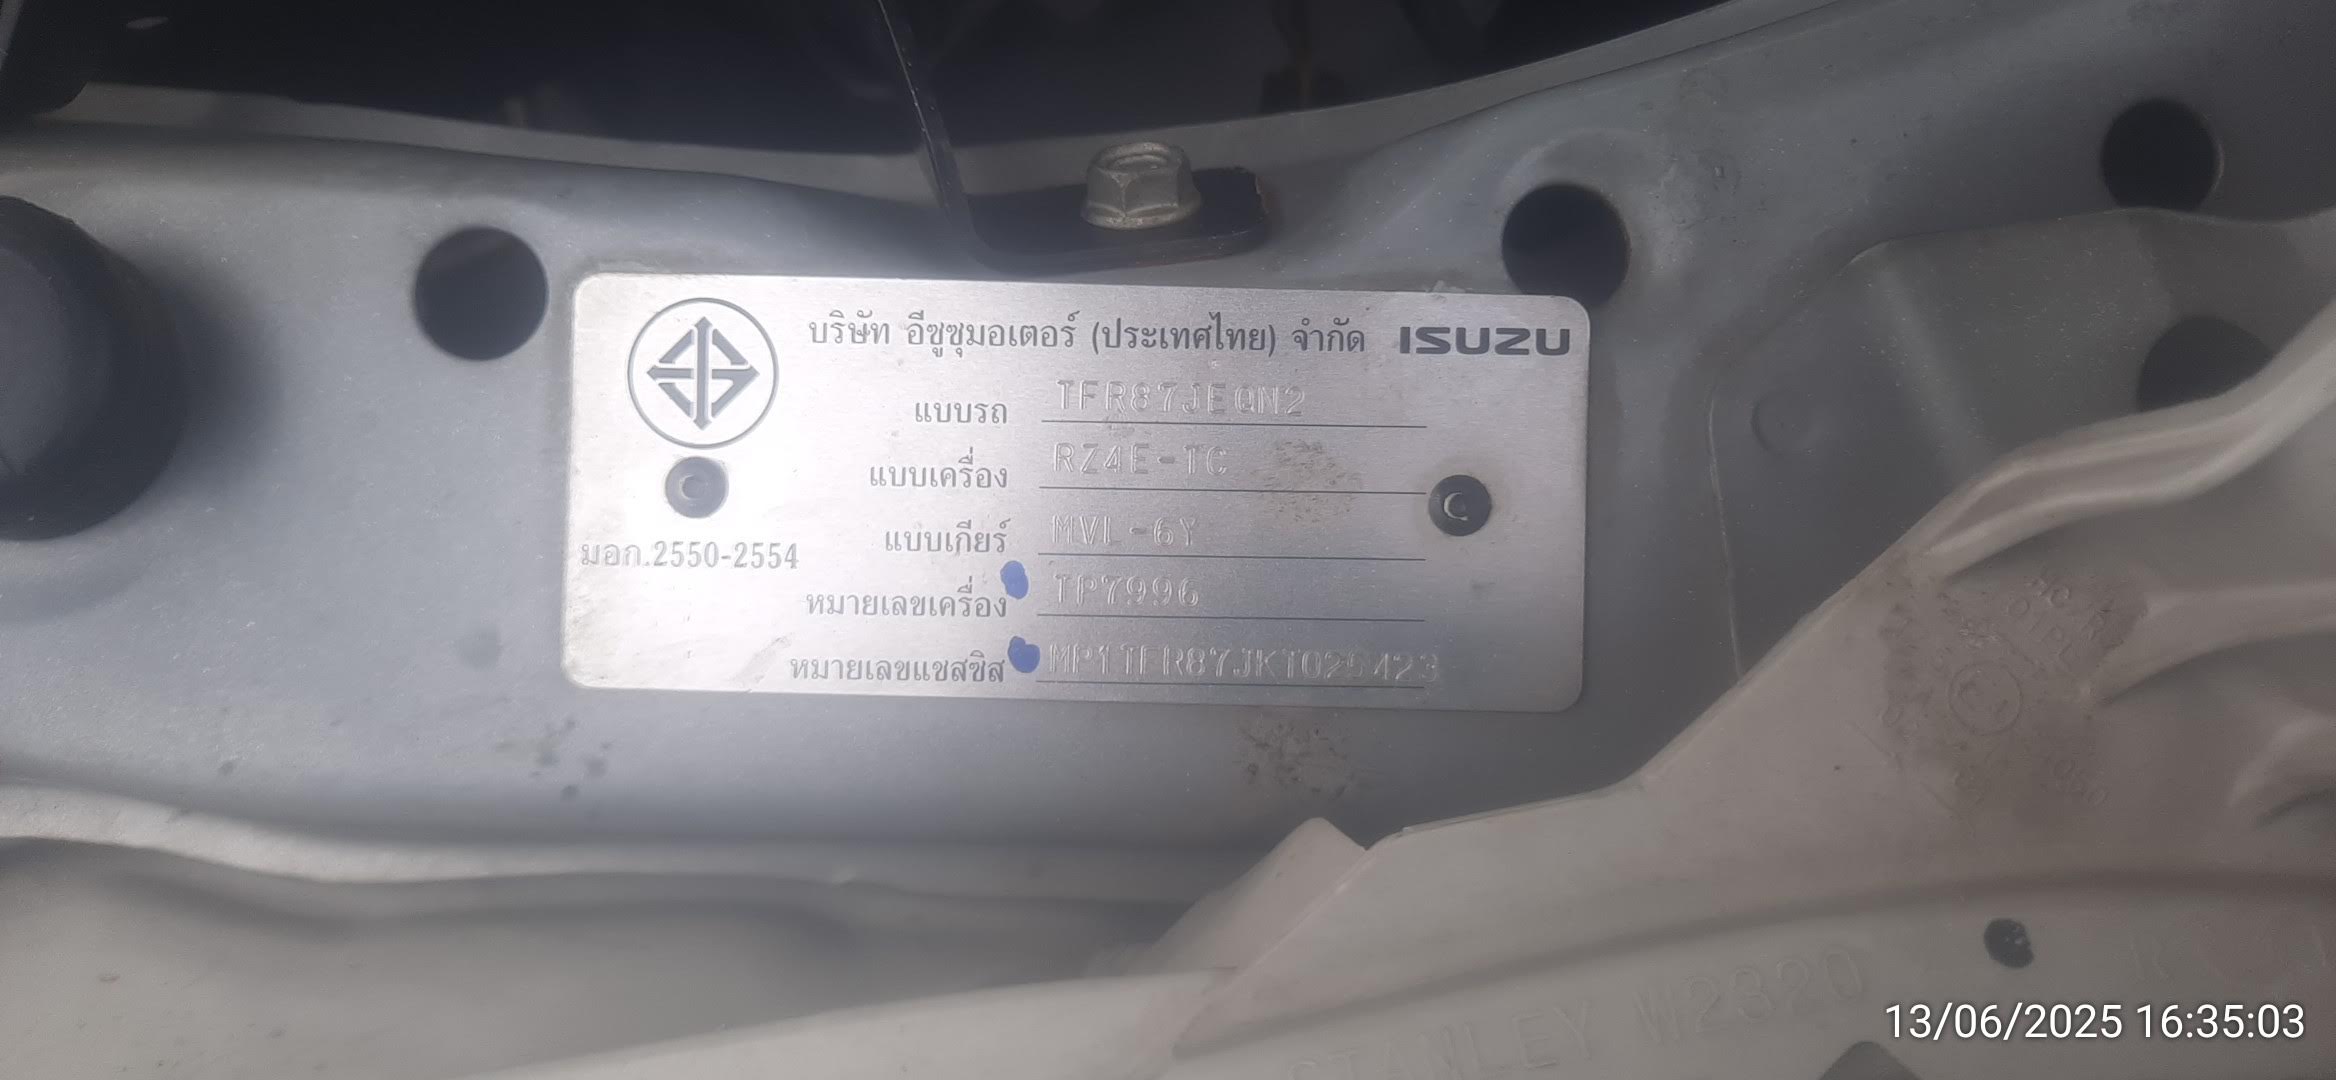 บริษัท อีซูซุมอเตอร์ (ประเทศไทย) จำกัด ISUZU
แบบรถ TFR87JEQN2
แบบเครื่อง RZ4E-TC
แบบเกียร์ MVL-6Y
มอก.2550-2554
หมายเลขเครื่อง TP7996
หมายเลขแชสซิส MP1TFR87JKT025423
STANLEY W2320
13/06/2025 16:35:03